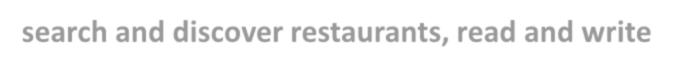 search and discover restaurants, read and write